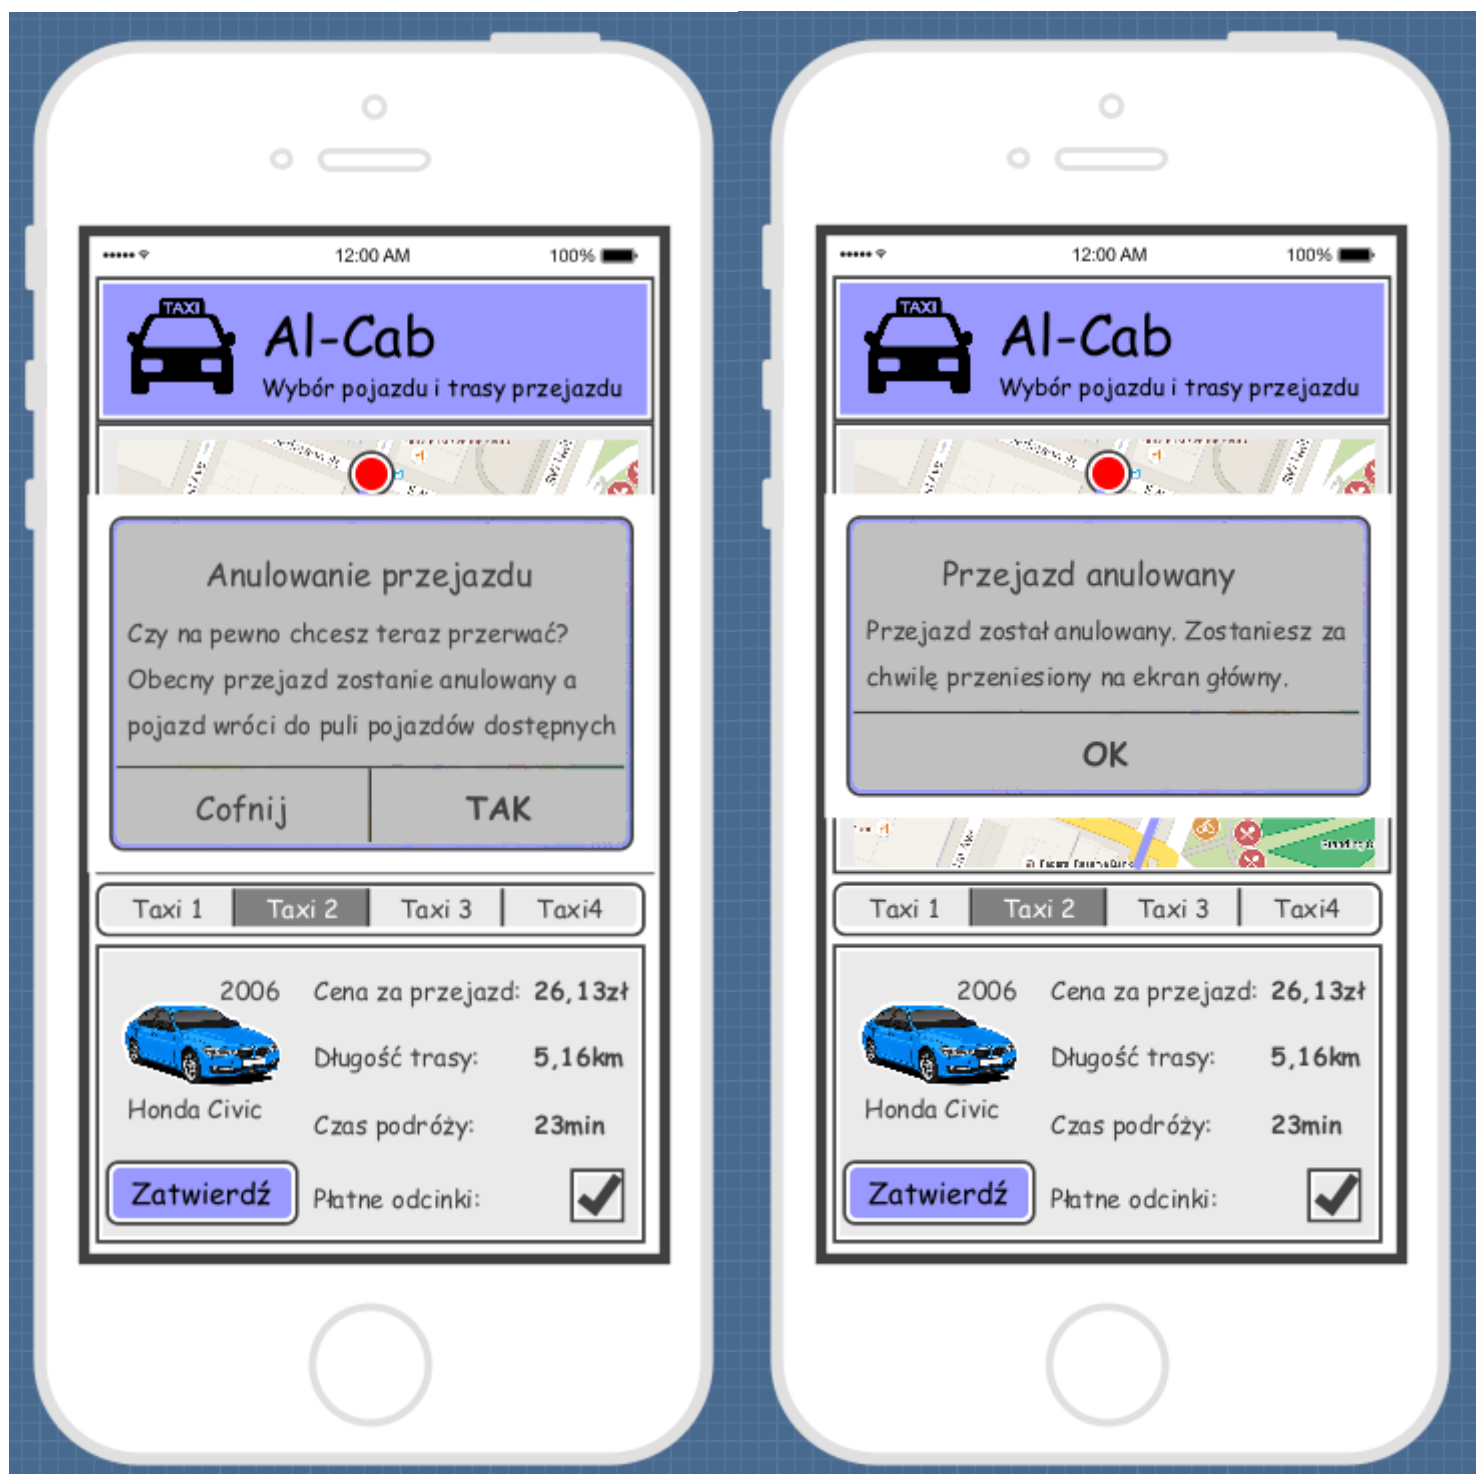 12:00 AM
100%
TAXI
Al-Cab
Wybór pojazdu i trasy przejazdu
Anulowanie przejazdu
Czy na pewno chcesz teraz przerwać?
Obecny przejazd zostanie anulowany a
pojazd wróci do puli pojazdów dostępnych
Cofnij
TAK
Taxi 1
Taxi 2
Taxi 3
Taxi4
2006
Honda Civic
Cena za przejazd: 26,13zł
Długość trasy: 5,16km
Czas podróży: 23min
Zatwierdź
Płatne odcinki:
12:00 AM
100%
TAXI
Al-Cab
Wybór pojazdu i trasy przejazdu
Przejazd anulowany
Przejazd został anulowany. Zostaniesz za
chwilę przeniesiony na ekran główny.
OK
Taxi 1
Taxi 2
Taxi 3
Taxi4
2006
Honda Civic
Cena za przejazd: 26,13zł
Długość trasy: 5,16km
Czas podróży: 23min
Zatwierdź
Płatne odcinki: